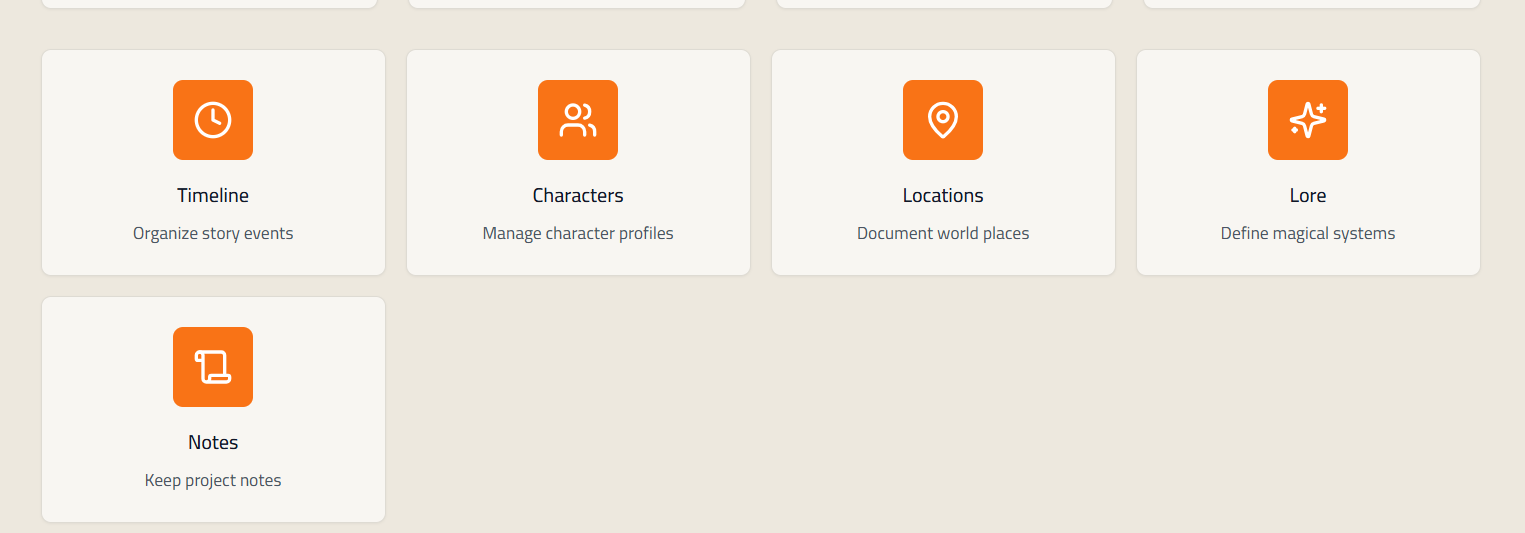 Timeline
Organize story events
Characters
Manage character profiles
Locations
Document world places
Lore
Define magical systems
Notes
Keep project notes